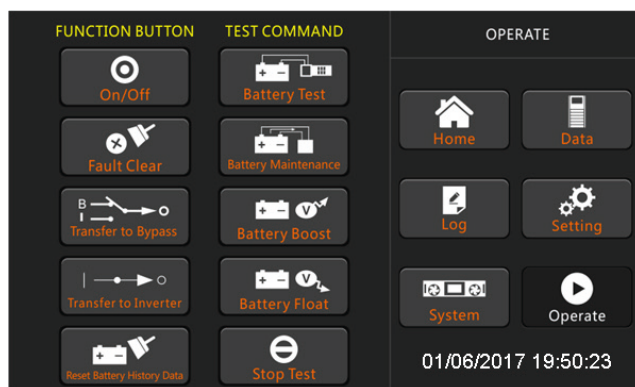 FUNCTION BUTTON
TEST COMMAND
OPERATE
On/Off
Battery Test
Fault Clear
Battery Maintenance
Home
Data
B
I
Transfer to Bypass
V
Battery Boost
Log
Setting
Transfer to Inverter
V
Battery Float
System
Operate
Reset Battery History Data
Stop Test
01/06/2017 19:50:23